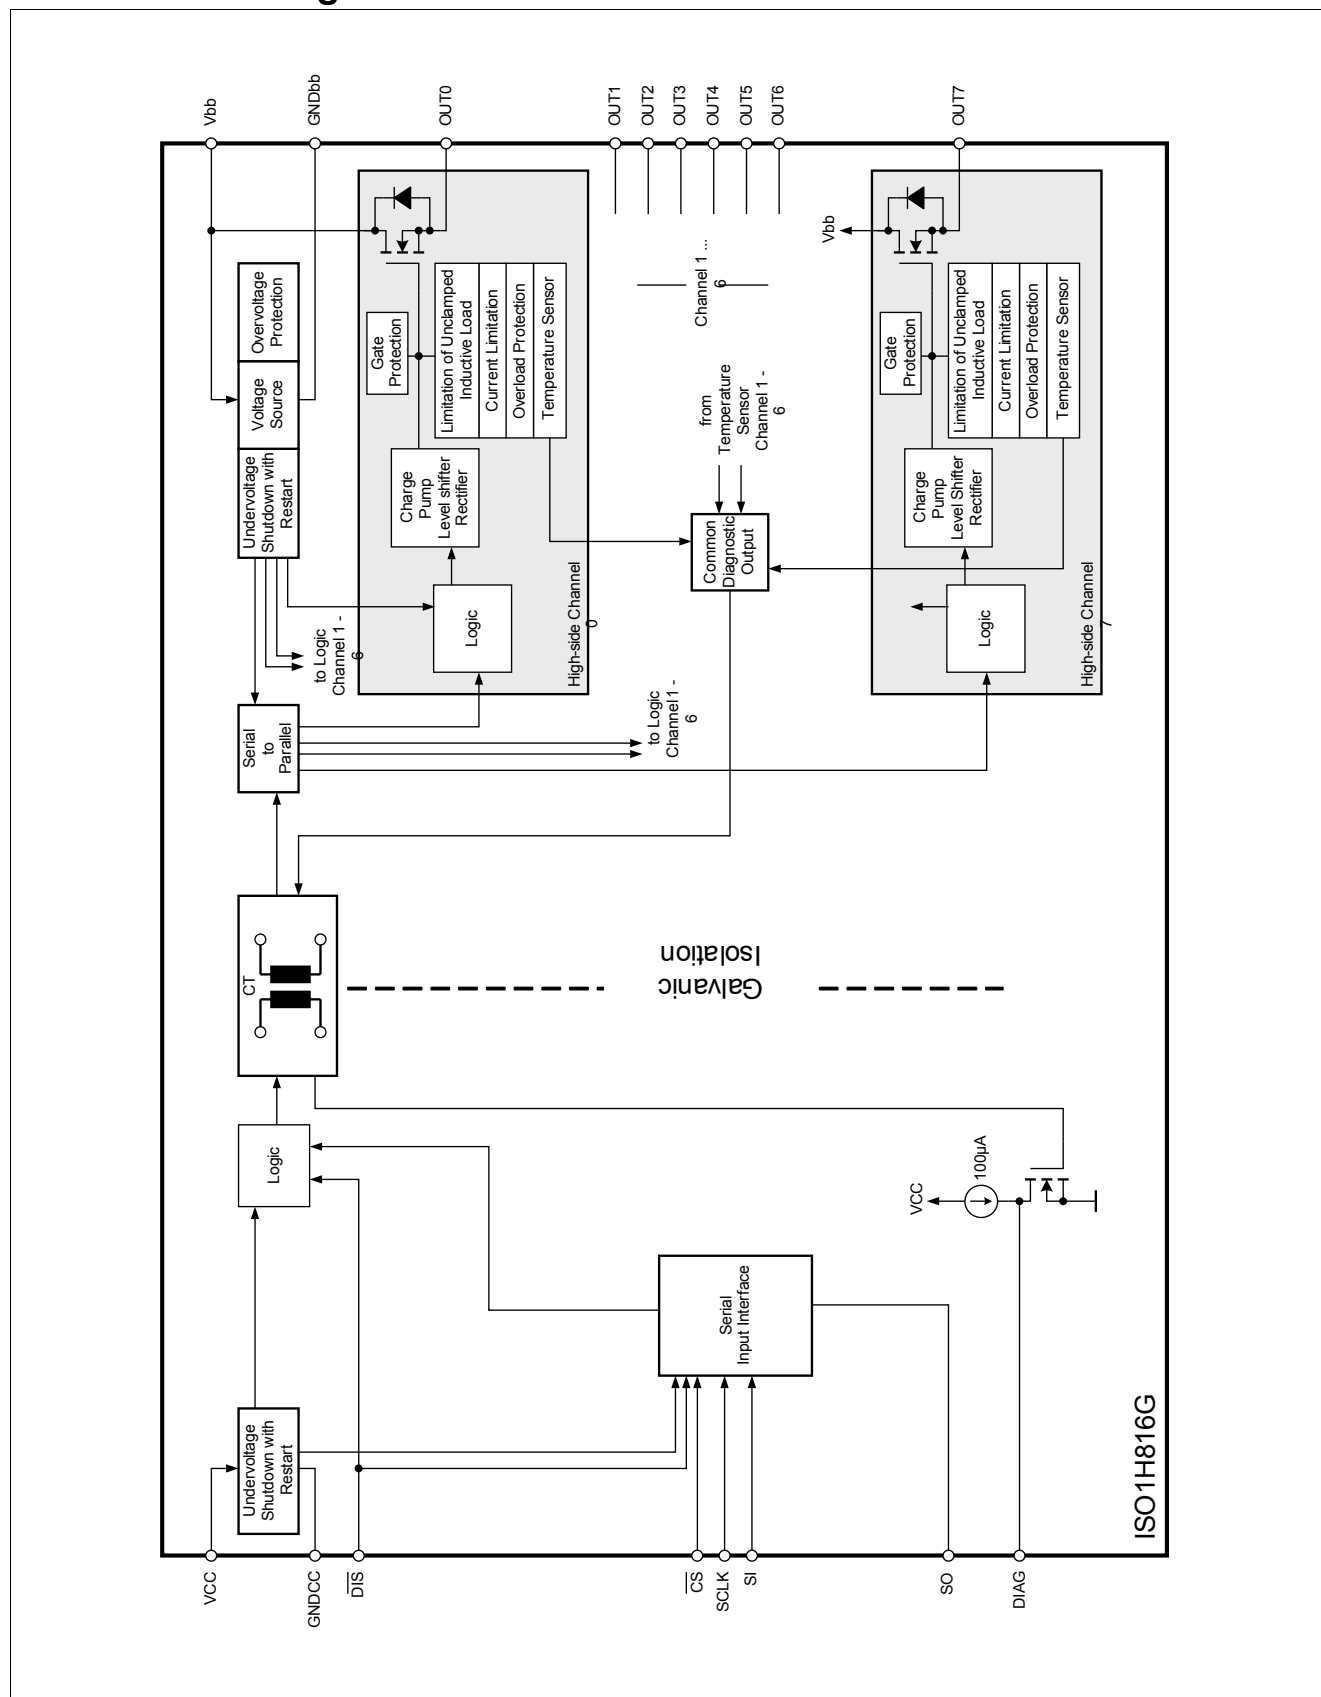 g
Vbb
GNDbb
OUT0
OUT1
OUT2
OUT3
OUT4
OUT5
OUT6
OUT7
Overvoltage
Protection
Voltage
Source
Undervoltage
Shutdown with
Restart
Gate
Protection
Limitation of Unclamped
Inductive Load
Current Limitation
Overload Protection
Temperature Sensor
Charge
Pump
Level shifter
Rectifier
Logic
High-side Channel
0
to Logic
Channel 1 -
6
Channel 1 ...
6
from
Temperature
Sensor
Channel 1 -
6
Common
Diagnostic
Output
Vbb
Gate
Protection
Limitation of Unclamped
Inductive Load
Current Limitation
Overload Protection
Temperature Sensor
Charge
Pump
Level Shifter
Rectifier
Logic
High-side Channel
7
Serial
to
Parallel
to Logic
Channel 1 -
6
CT
Galvanic
Isolation
Logic
VCC
100µA
Serial
Input Interface
Undervoltage
Shutdown with
Restart
ISO1H816G
VCC
GNDCC
DIS
CS
SCLK
SI
SO
DIAG